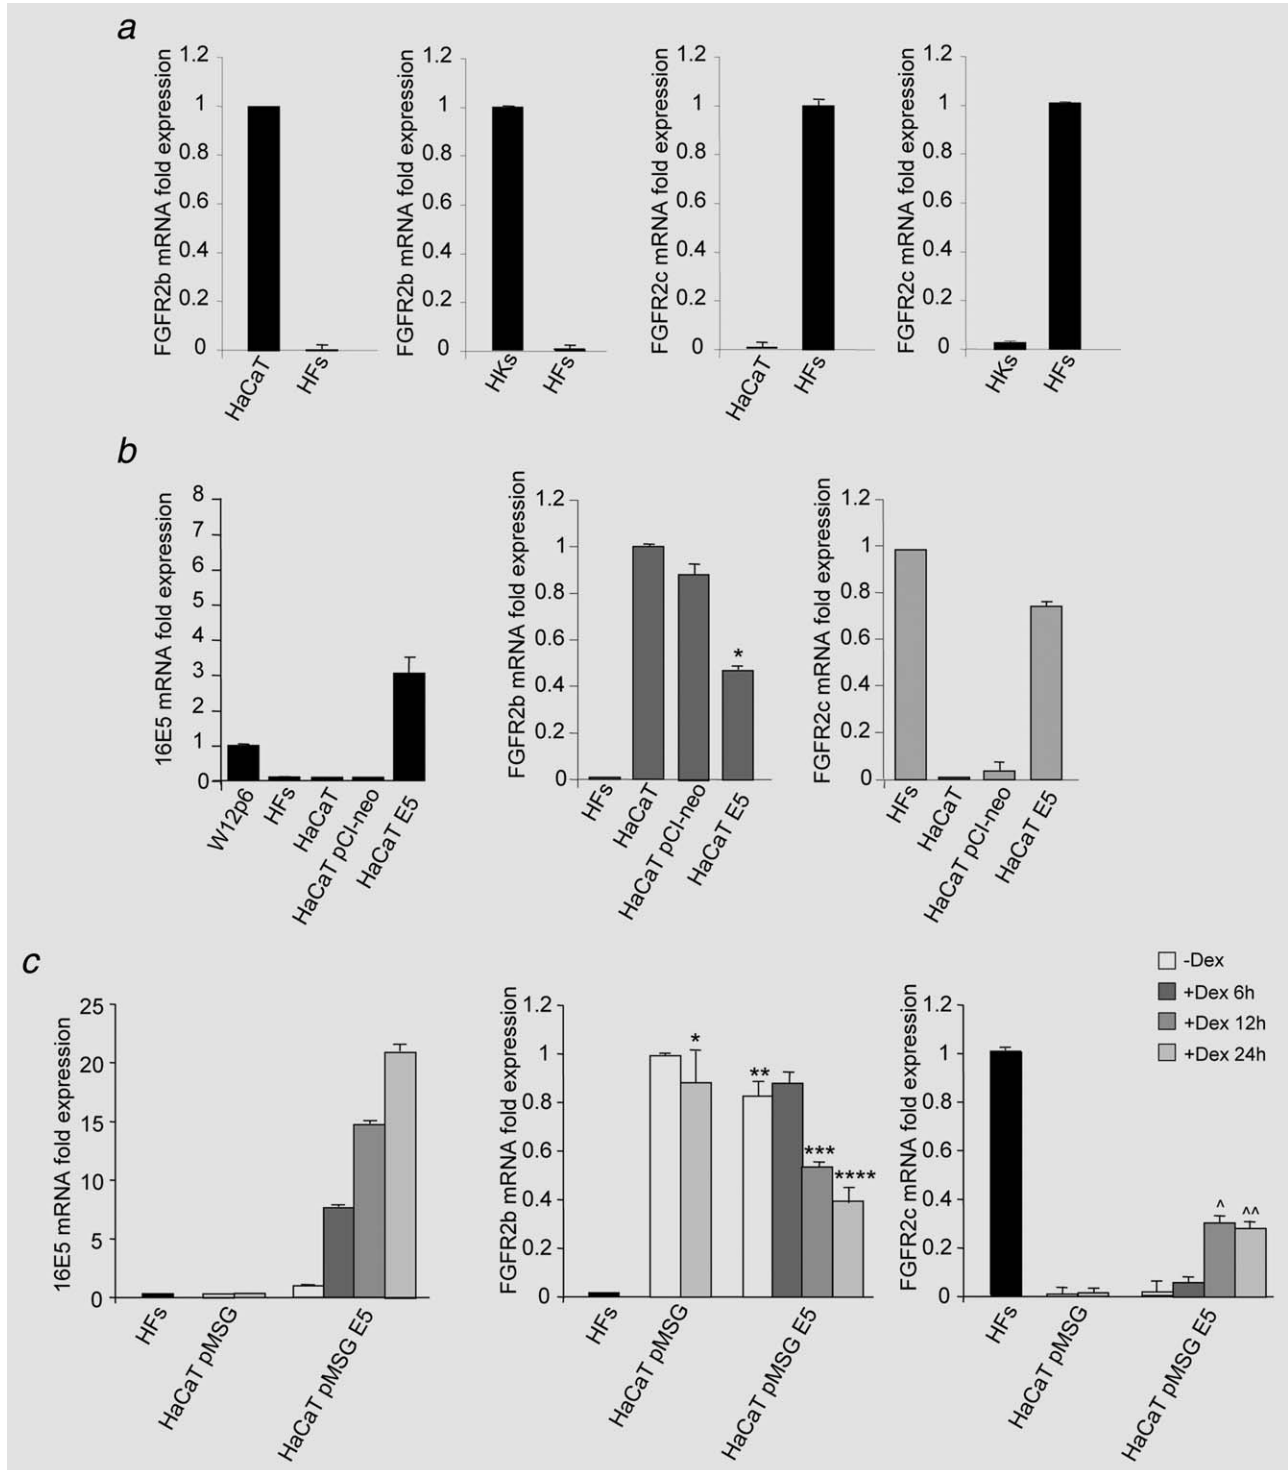 a
FGFR2b mRNA fold expression
1.2
1
0.8
0.6
0.4
0.2
0
HaCaT
HFs
FGFR2b mRNA fold expression
1.2
1
0.8
0.6
0.4
0.2
0
HKs
HFs
FGFR2c mRNA fold expression
1.2
1
0.8
0.6
0.4
0.2
0
HaCaT
HFs
FGFR2c mRNA fold expression
1.2
1
0.8
0.6
0.4
0.2
0
HKs
HFs
b
16E5 mRNA fold expression
8
7
6
5
4
3
2
1
0
W12p6
HFs
HaCaT
HaCaT pCI-neo
HaCaT E5
FGFR2b mRNA fold expression
1.2
1
0.8
0.6
0.4
0.2
0
*
HFs
HaCaT
HaCaT pCI-neo
HaCaT E5
FGFR2c mRNA fold expression
1.2
1
0.8
0.6
0.4
0.2
0
HFs
HaCaT
HaCaT pCI-neo
HaCaT E5
c
16E5 mRNA fold expression
25
20
15
10
5
0
HFs
HaCaT pMSG
HaCaT pMSG E5
FGFR2b mRNA fold expression
1.2
1
0.8
0.6
0.4
0.2
0
*
**
***
****
HFs
HaCaT pMSG
HaCaT pMSG E5
FGFR2c mRNA fold expression
1.2
1
0.8
0.6
0.4
0.2
0
^
^^
HFs
HaCaT pMSG
HaCaT pMSG E5
-Dex
+Dex 6h
+Dex 12h
+Dex 24h